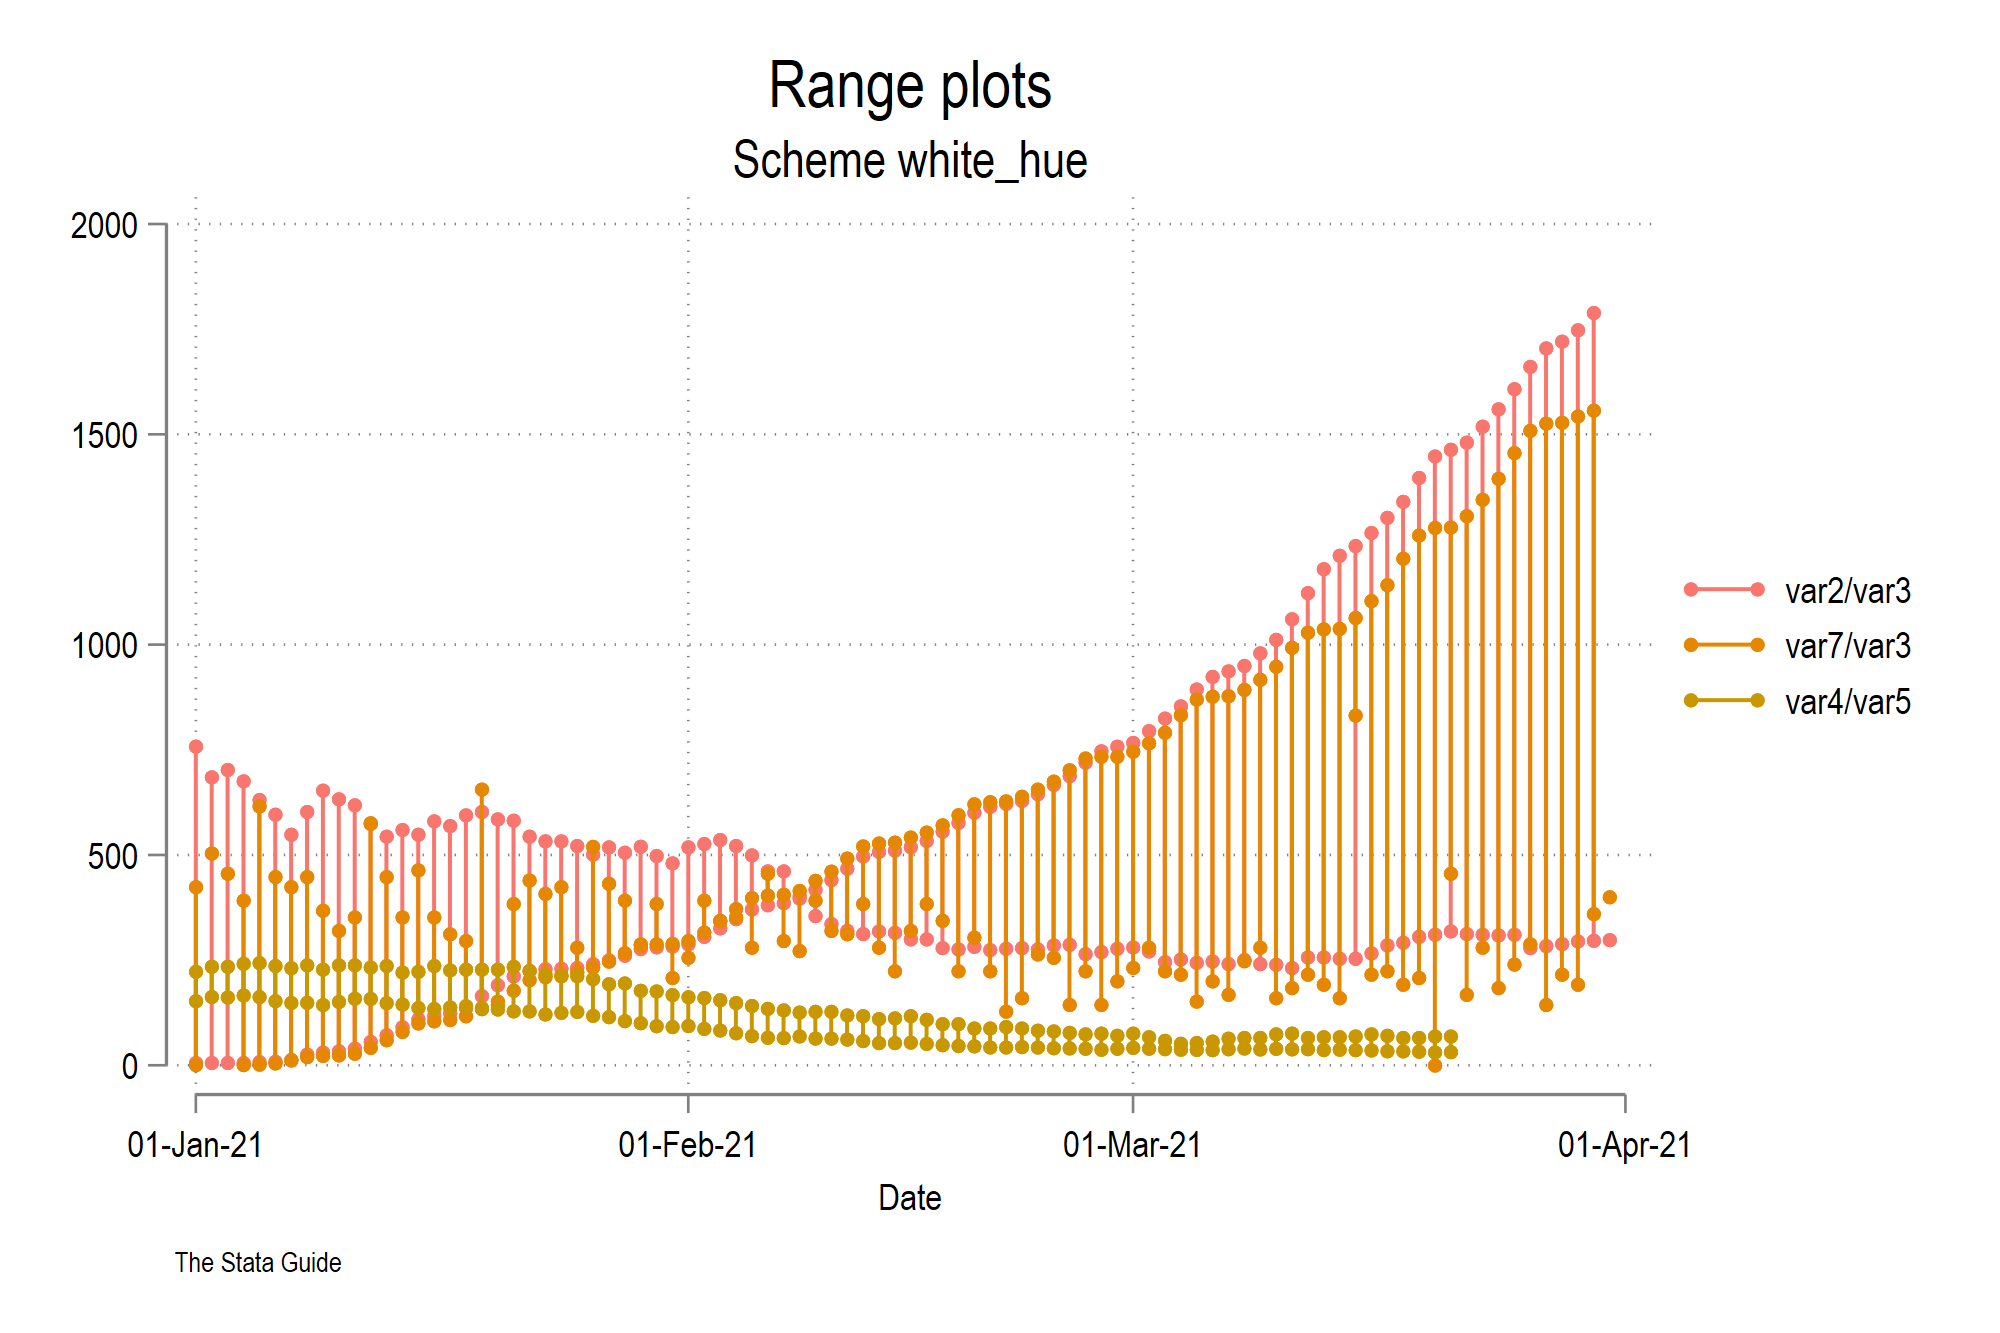 Range plots
Scheme white_hue
2000
1500
1000
500
0
01-Jan-21
01-Feb-21
01-Mar-21
01-Apr-21
Date
var2/var3
var7/var3
var4/var5
The Stata Guide